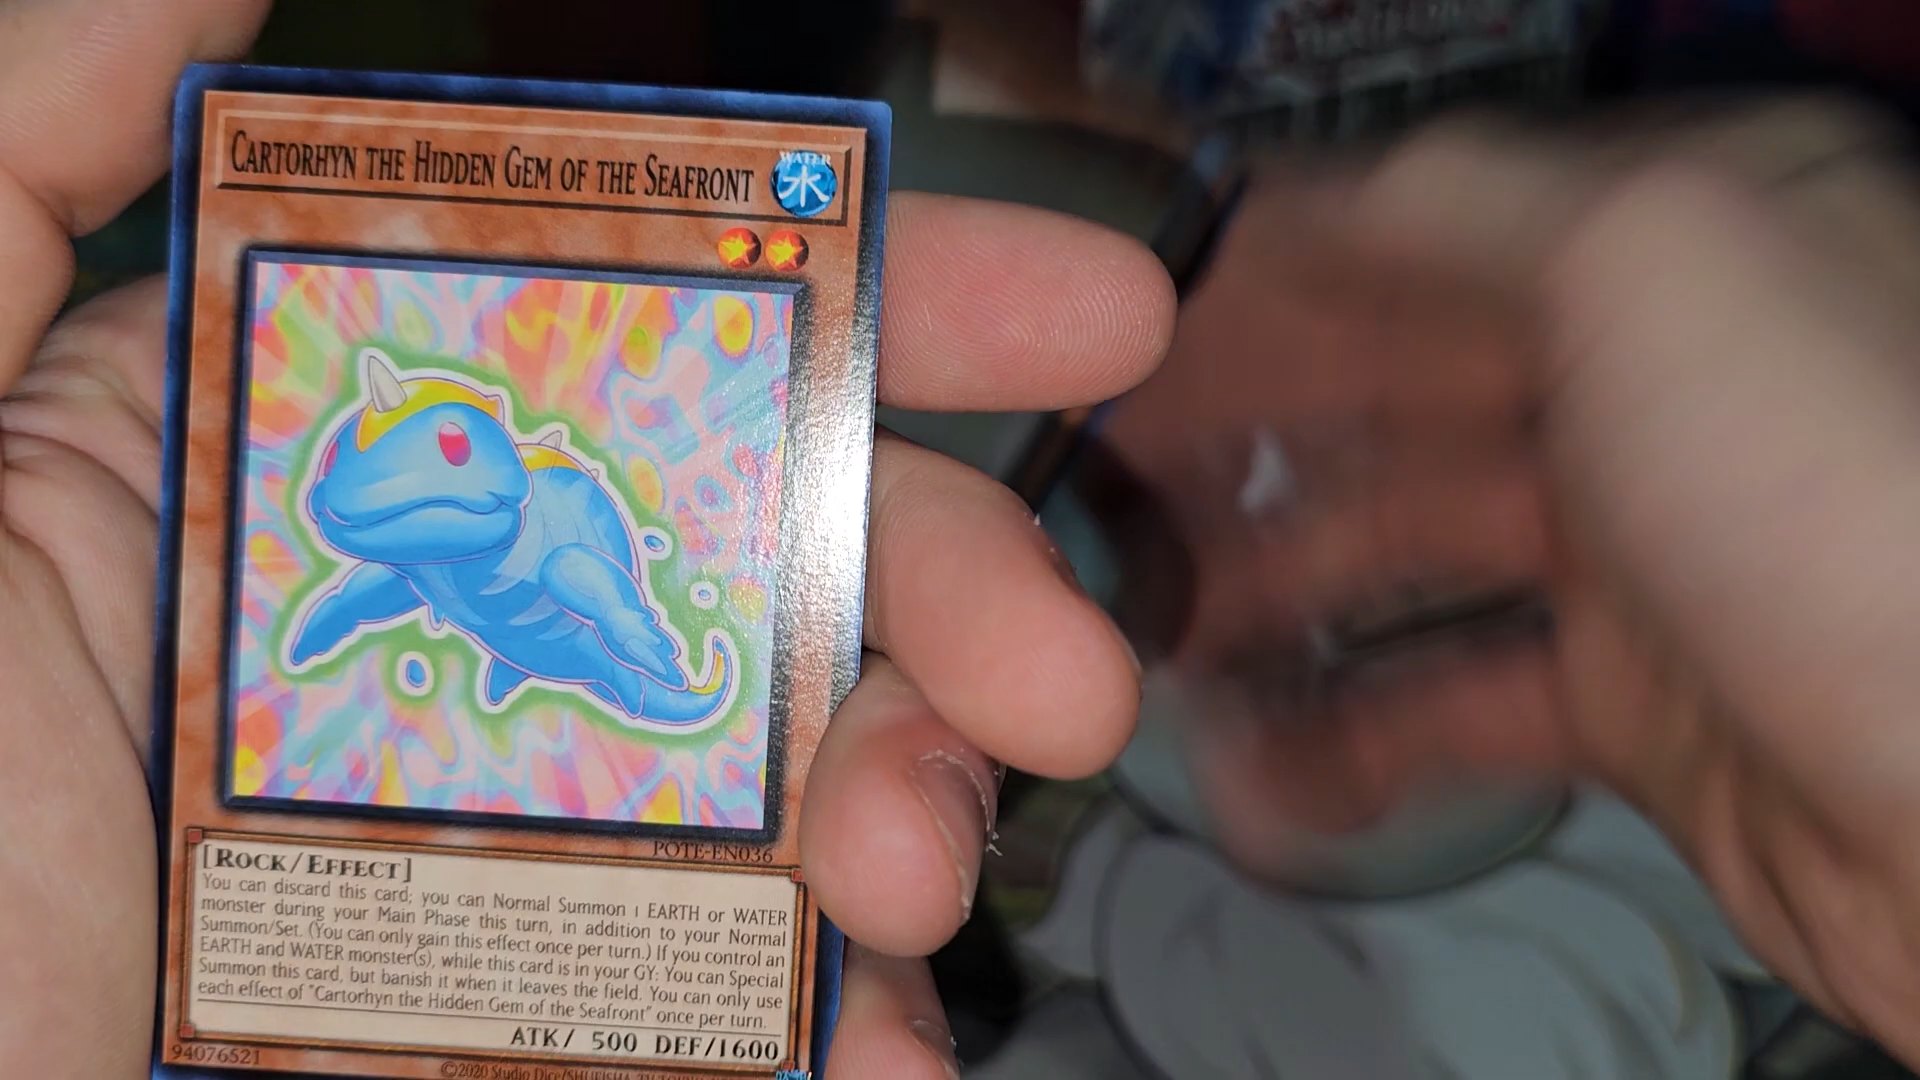 CARTORHYN THE HIDDEN GEM OF THE SEAFRONT
WATER
水
POTE-EN036
[ROCK/EFFECT]
You can discard this card; you can Normal Summon 1 EARTH or WATER
monster during your Main Phase this turn, in addition to your Normal
Summon/Set. (You can only gain this effect once per turn.) If you control an
EARTH and WATER monster(s), while this card is in your GY: You can Special
Summon this card, but banish it when it leaves the field. You can only use
each effect of "Cartorhyn the Hidden Gem of the Seafront" once per turn.
ATK/ 500 DEF/1600
94076521
©2020 Studio Dice/SHUEISHA, TV TOKYO,